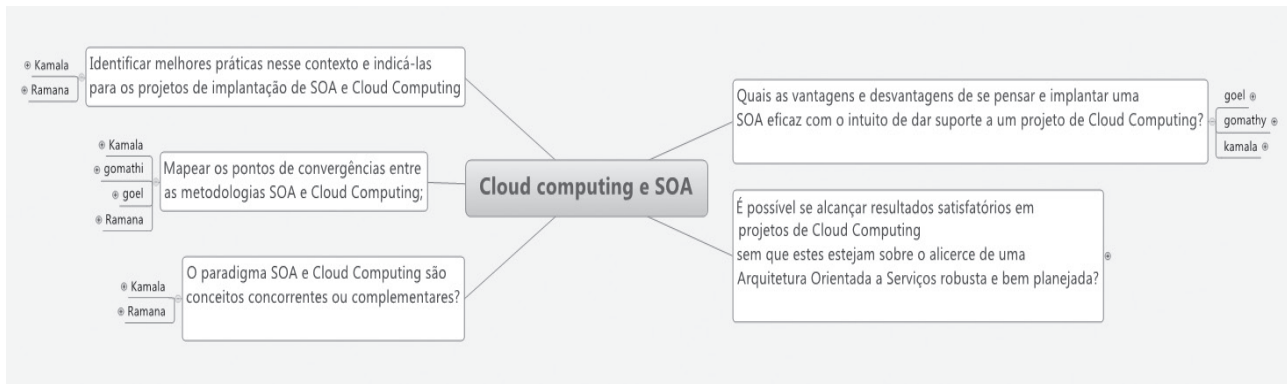 Kamala
Ramana
Identificar melhores práticas nesse contexto e indicá-las
para os projetos de implantação de SOA e Cloud Computing
Kamala
gomathi
goel
Ramana
Mapear os pontos de convergências entre
as metodologias SOA e Cloud Computing;
Kamala
Ramana
O paradigma SOA e Cloud Computing são
conceitos concorrentes ou complementares?
Cloud computing e SOA
Quais as vantagens e desvantagens de se pensar e implantar uma
SOA eficaz com o intuito de dar suporte a um projeto de Cloud Computing?
goel
gomathy
kamala
É possível se alcançar resultados satisfatórios em
projetos de Cloud Computing
sem que estes estejam sobre o alicerce de uma
Arquitetura Orientada a Serviços robusta e bem planejada?